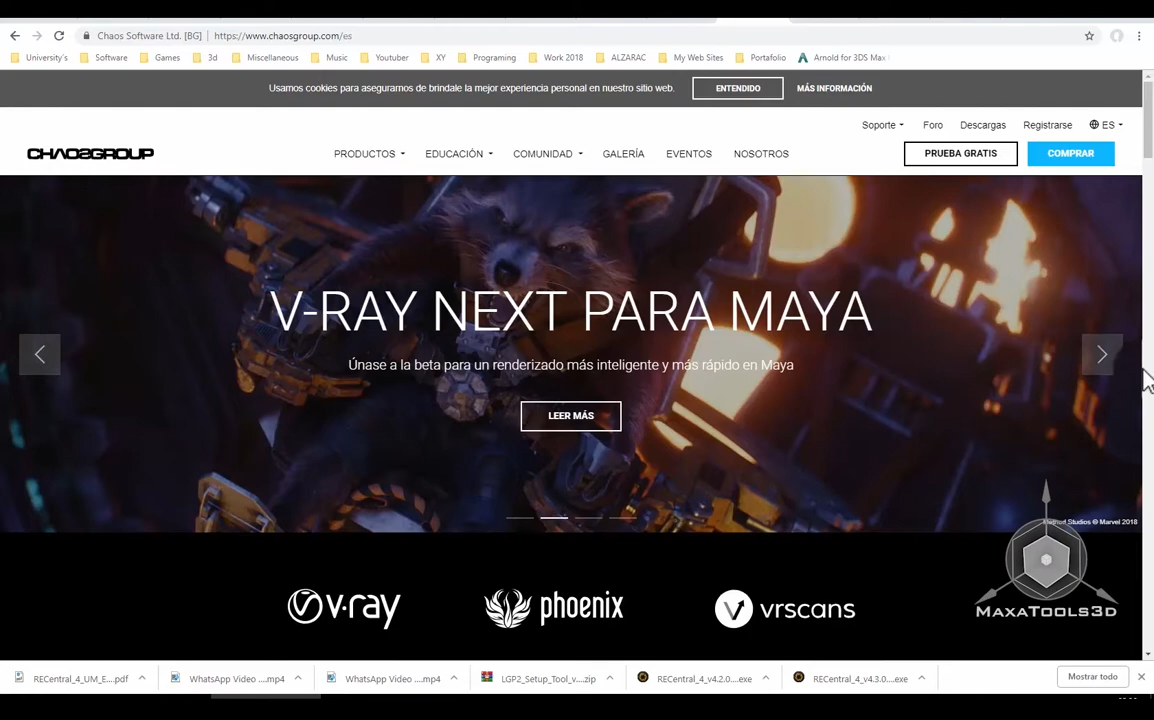 Chaos Software Ltd. [BG] https://www.chaosgroup.com/es
University's Software Games 3d Miscellaneous Music Youtuber XY Programing Work 2018 ALZARAC My Web Sites Portafolio Arnold for 3DS Max
Usamos cookies para asegurarnos de brindale la mejor experiencia personal en nuestro sitio web. ENTENDIDO MÁS INFORMACIÓN
Soporte Foro Descargas Registrarse ES
CHAOSGROUP PRODUCTOS EDUCACIÓN COMUNIDAD GALERÍA EVENTOS NOSOTROS PRUEBA GRATIS COMPRAR
V-RAY NEXT PARA MAYA
Únase a la beta para un renderizado más inteligente y más rápido en Maya
LEER MÁS
Studios © Marvel 2018
v·ray phoenix vrscans
MAXATOOLS3D
RECentral_4_UM_E....pdf WhatsApp Video ....mp4 WhatsApp Video ....mp4 LGP2_Setup_Tool_v....zip RECentral_4_v4.2.0....exe RECentral_4_v4.3.0....exe Mostrar todo